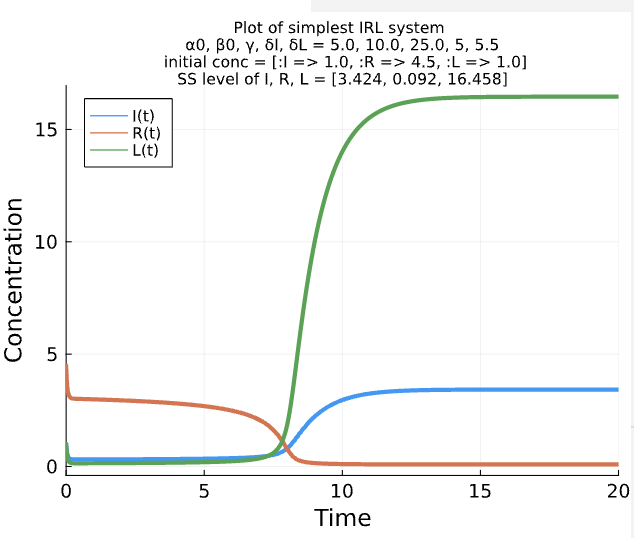 Plot of simplest IRL system
α0, β0, γ, δI, δL = 5.0, 10.0, 25.0, 5, 5.5
initial conc = [:I => 1.0, :R => 4.5, :L => 1.0]
SS level of I, R, L = [3.424, 0.092, 16.458]
I(t)
R(t)
L(t)
Concentration
15
10
5
0
0 5 10 15 20
Time